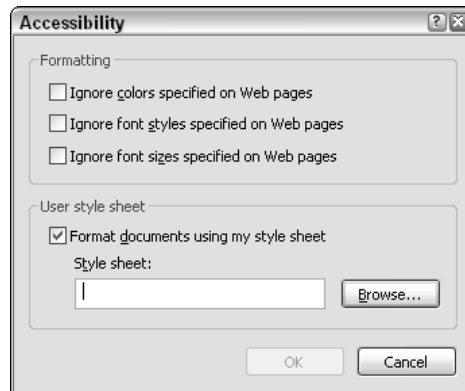 Accessibility
Formatting
Ignore colors specified on Web pages
Ignore font styles specified on Web pages
Ignore font sizes specified on Web pages
User style sheet
Format documents using my style sheet
Style sheet:
Browse...
OK Cancel